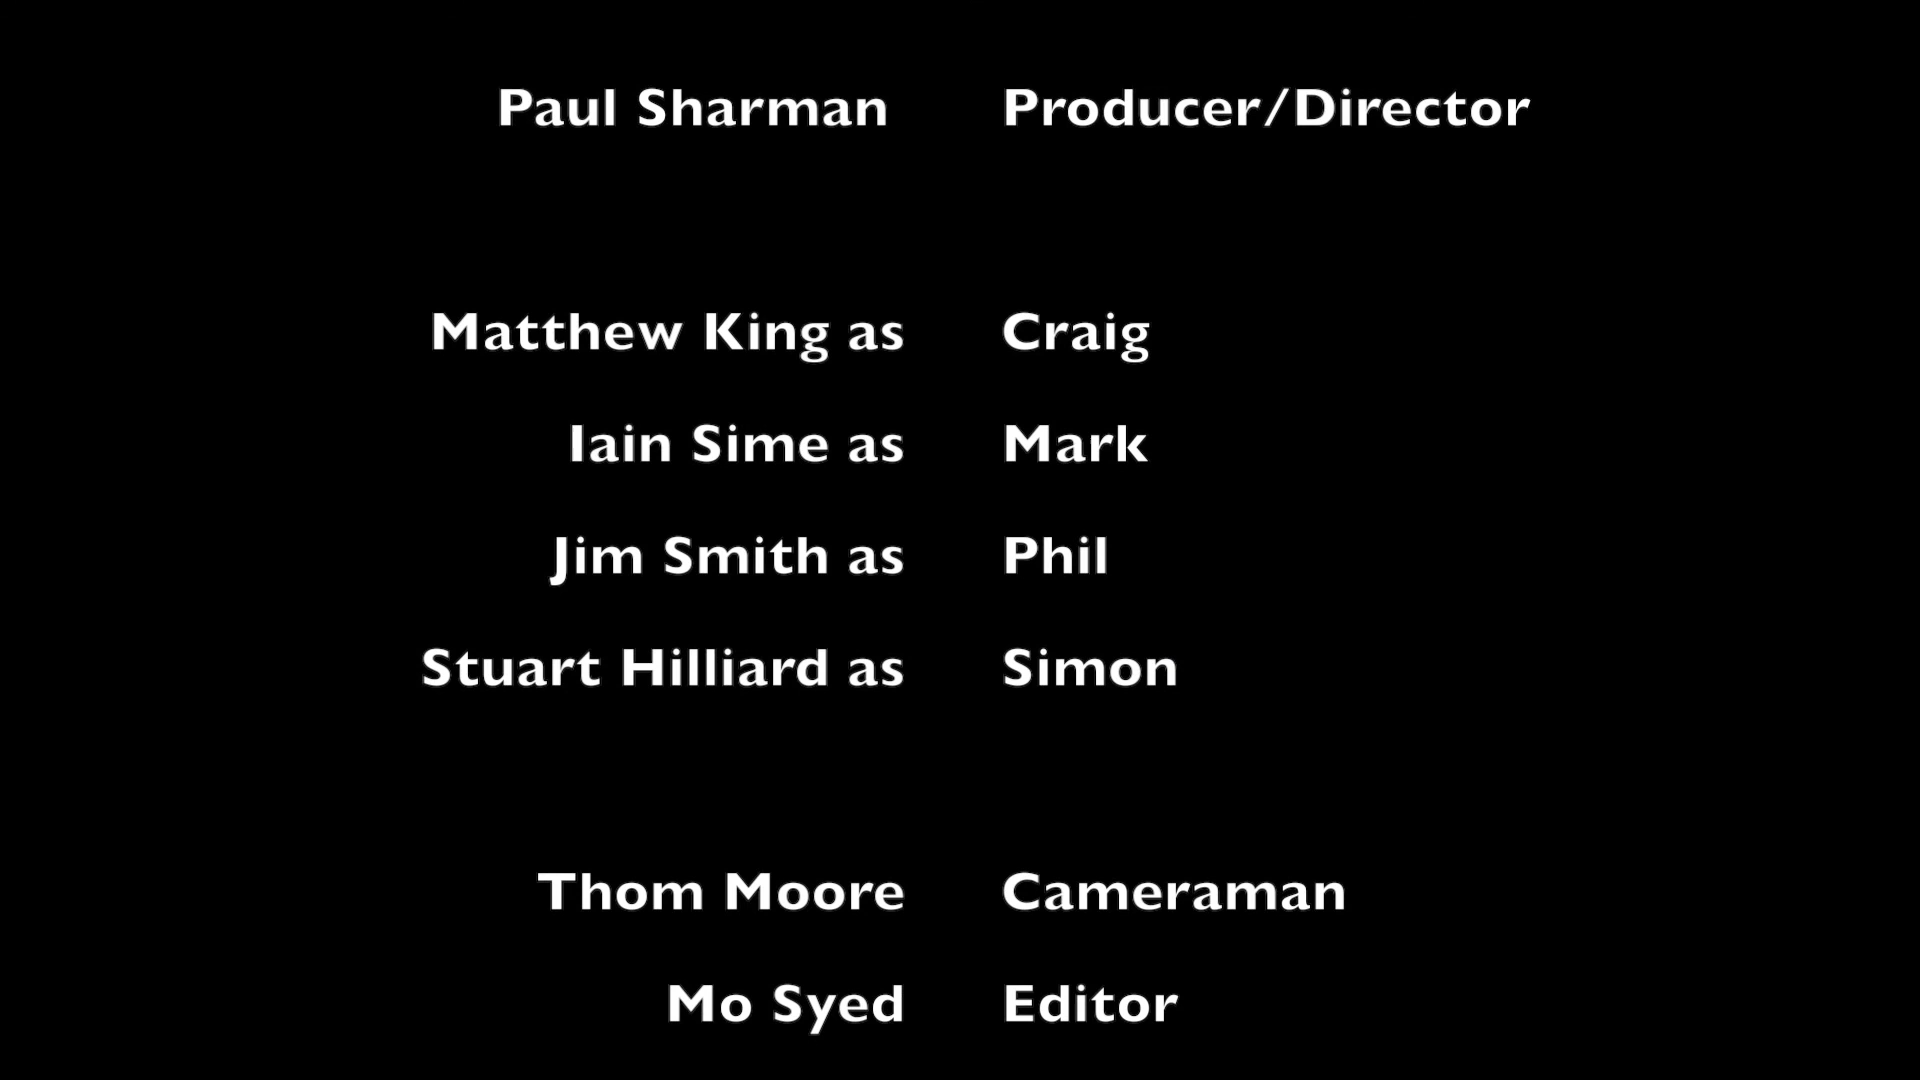 Paul Sharman Producer/Director
Matthew King as Craig
Iain Sime as Mark
Jim Smith as Phil
Stuart Hilliard as Simon
Thom Moore Cameraman
Mo Syed Editor